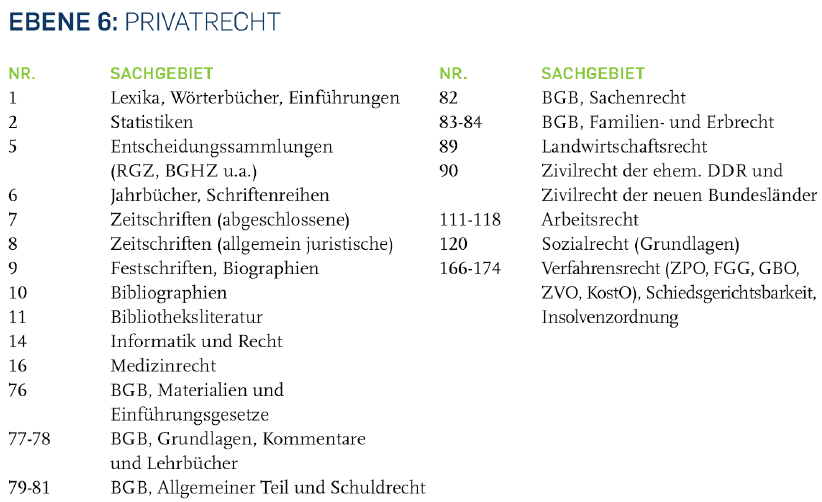 EBENE 6: PRIVATRECHT
NR. SACHGEBIET
1 Lexika, Wörterbücher, Einführungen
2 Statistiken
5 Entscheidungssammlungen
(RGZ, BGHZ u.a.)
6 Jahrbücher, Schriftenreihen
7 Zeitschriften (abgeschlossene)
8 Zeitschriften (allgemein juristische)
9 Festschriften, Biographien
10 Bibliographien
11 Bibliotheksliteratur
14 Informatik und Recht
16 Medizinrecht
76 BGB, Materialien und
Einführungsgesetze
77-78 BGB, Grundlagen, Kommentare
und Lehrbücher
79-81 BGB, Allgemeiner Teil und Schuldrecht
NR. SACHGEBIET
82 BGB, Sachenrecht
83-84 BGB, Familien- und Erbrecht
89 Landwirtschaftsrecht
90 Zivilrecht der ehem. DDR und
Zivilrecht der neuen Bundesländer
111-118 Arbeitsrecht
120 Sozialrecht (Grundlagen)
166-174 Verfahrensrecht (ZPO, FGG, GBO,
ZVO, KostO), Schiedsgerichtsbarkeit,
Insolvenzordnung